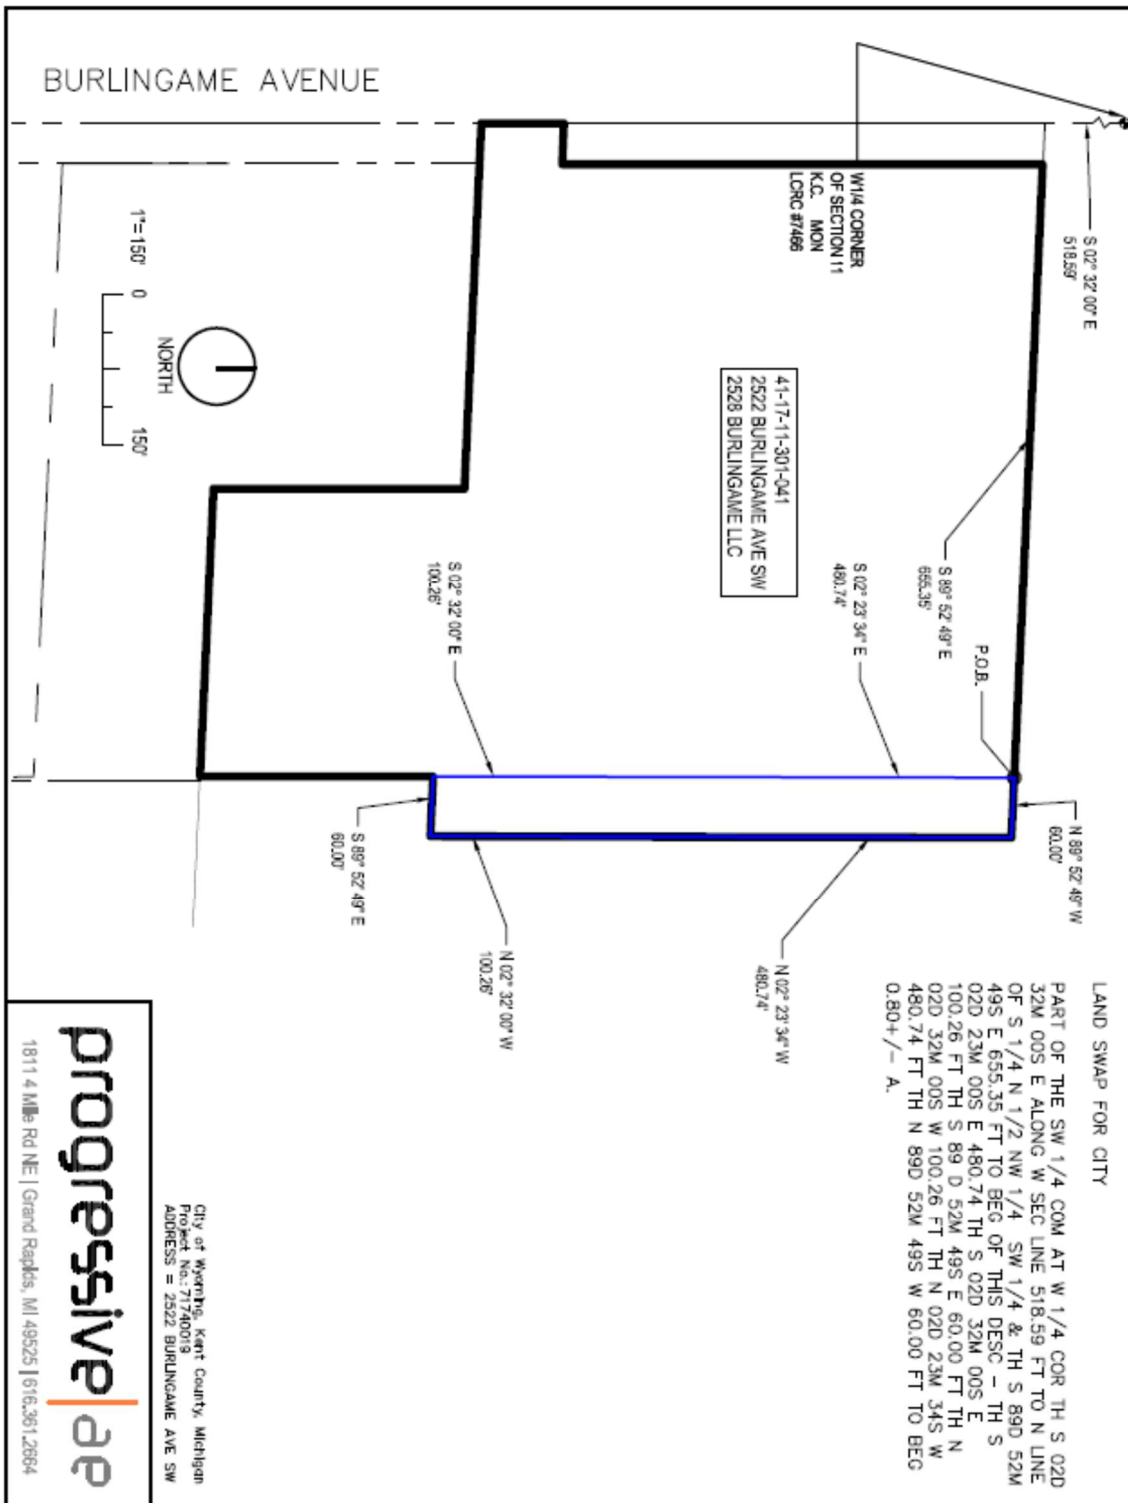 BURLINGAME AVENUE
W1/4 CORNER
OF SECTION 11
K.C. MON
LCRC #7466
S 02° 32' 00" E
518.59'
1"=150'
0
150'
NORTH
41-17-11-301-041
2522 BURLINGAME AVE SW
2528 BURLINGAME LLC
S 89° 52' 49" E
655.35'
P.O.B.
S 02° 23' 34" E
480.74'
S 02° 32' 00" E
100.26'
N 89° 52' 49" W
60.00'
S 89° 52' 49" E
60.00'
N 02° 23' 34" W
480.74'
N 02° 32' 00" W
100.26'
LAND SWAP FOR CITY
PART OF THE SW 1/4 COM AT W 1/4 COR TH S 02D
32M 00S E ALONG W SEC LINE 518.59 FT TO N LINE
OF S 1/4 N 1/2 NW 1/4 SW 1/4 & TH S 89D 52M
49S E 655.35 FT TO BEG OF THIS DESC - TH S
02D 23M 00S E 480.74 TH S 02D 32M 00S E
100.26 FT TH S 89 D 52M 49S E 60.00 FT TH N
02D 32M 00S W 100.26 FT TH N 02D 23M 34S W
480.74 FT TH N 89D 52M 49S W 60.00 FT TO BEG
0.80+/- A.
City of Wyoming, Kent County, Michigan
Project No.: 71740019
ADDRESS = 2522 BURLINGAME AVE SW
progressive|ae
1811 4 Mile Rd NE | Grand Rapids, MI 49525 | 616.361.2664